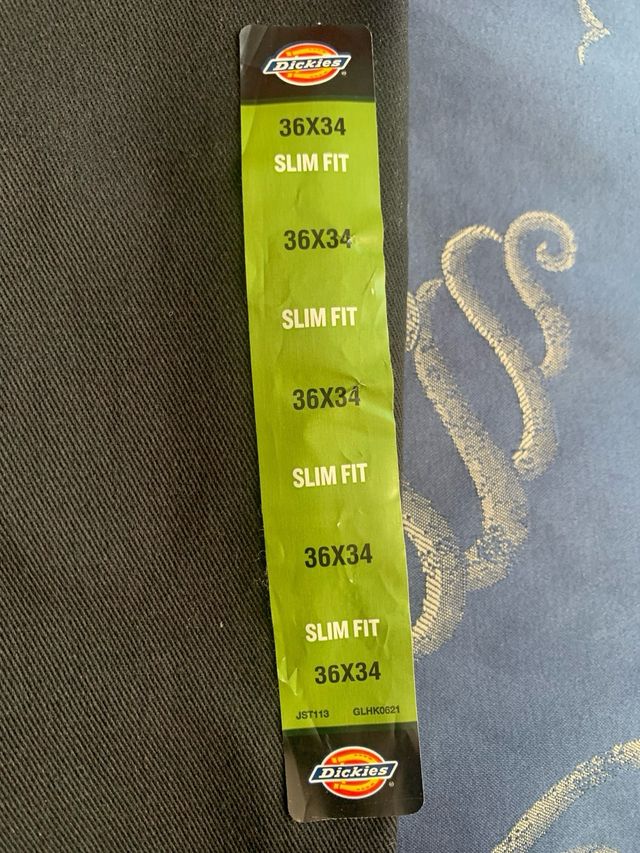 Dickies
36X34
SLIM FIT
36X34
SLIM FIT
36X34
SLIM FIT
36X34
SLIM FIT
36X34
JST113 GLHK0621
Dickies